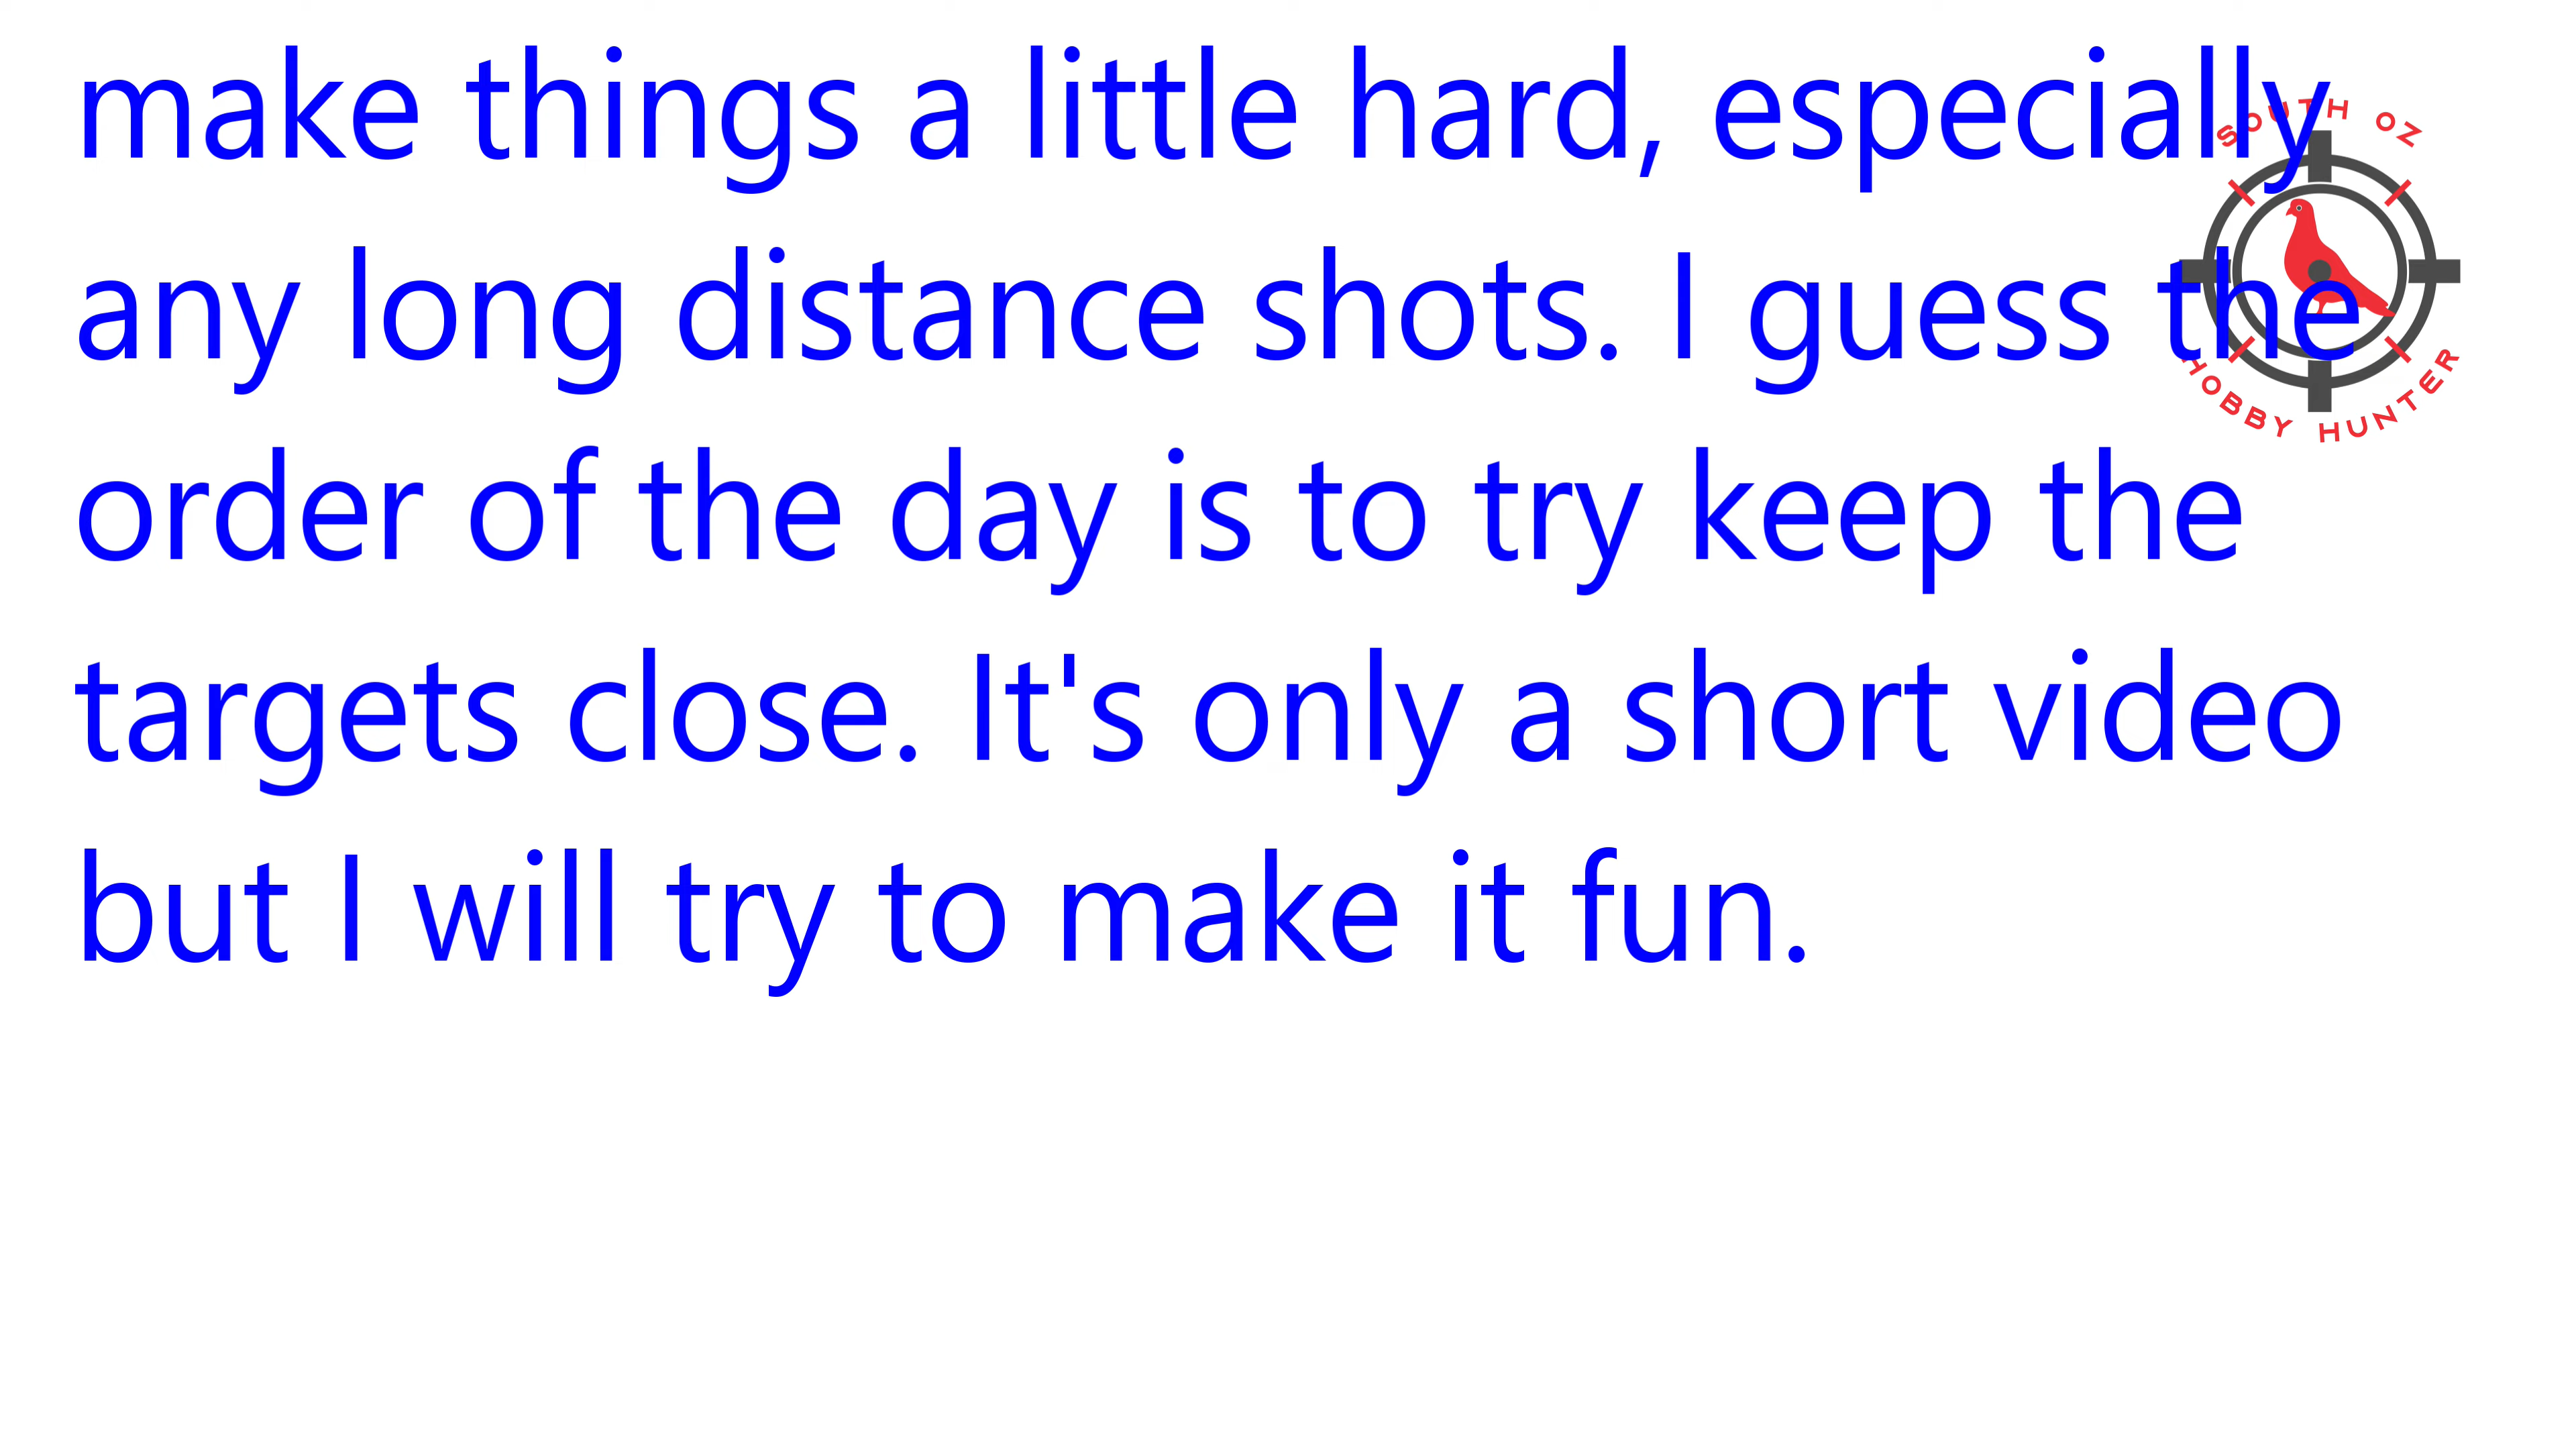 make things a little hard, especially
any long distance shots. I guess the
order of the day is to try keep the
targets close. It's only a short video
but I will try to make it fun.
SOUTH OZ
HOBBY HUNTER